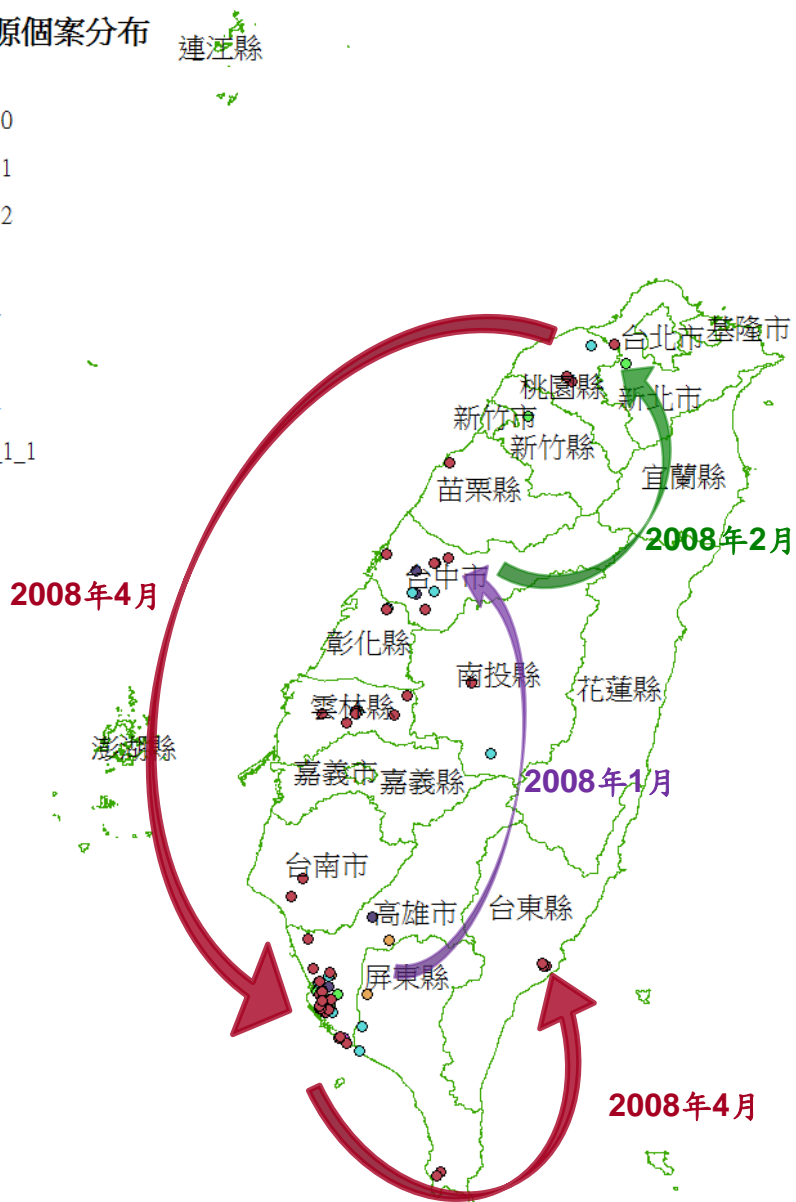 源個案分布
連江縣
0
1
2
_1_1
台北市
基隆市
桃園縣
新北市
新竹市
新竹縣
宜蘭縣
苗栗縣
2008年2月
台中市
2008年4月
彰化縣
南投縣
花蓮縣
雲林縣
澎湖縣
嘉義市
嘉義縣
2008年1月
台南市
高雄市
台東縣
屏東縣
2008年4月